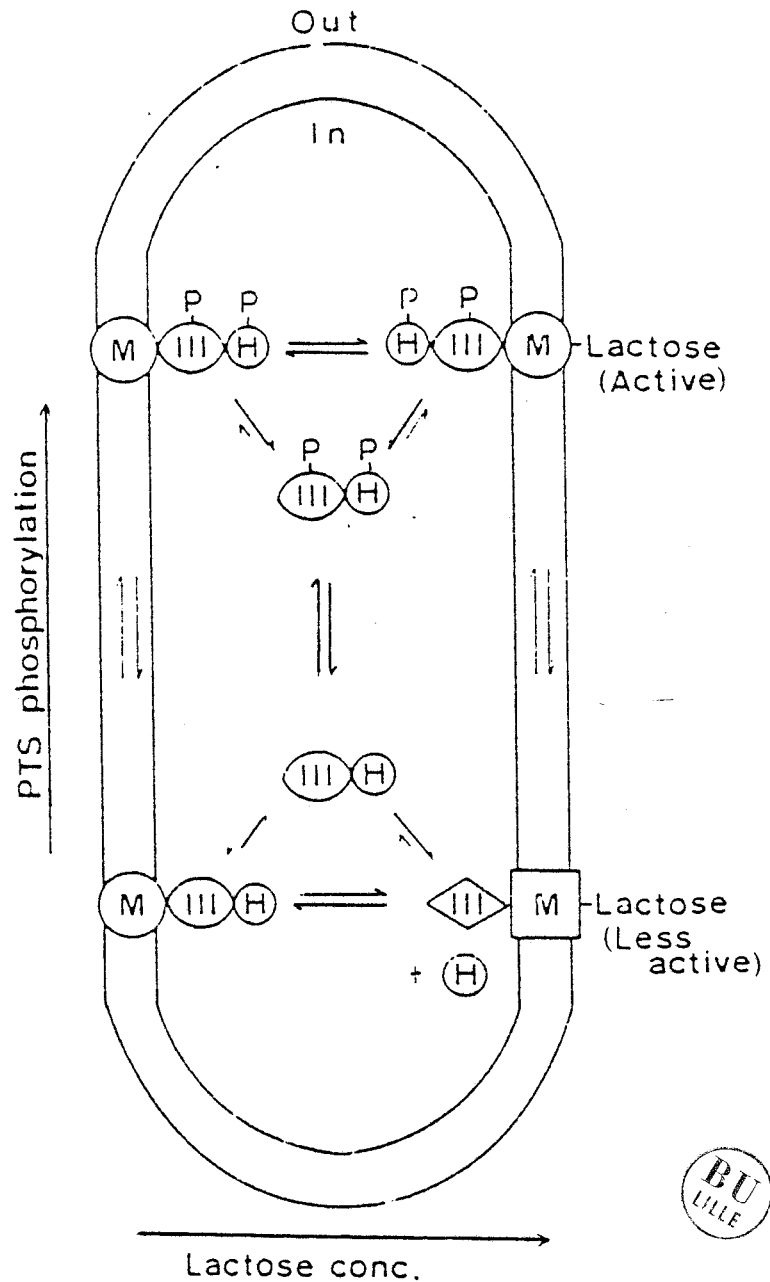 Out
In
P P
P P
M III H
H III M
Lactose
(Active)
P P
III H
PTS phosphorylation
III H
M III H
III M
Lactose
(Less
active)
+ H
BU
LILLE
Lactose conc.